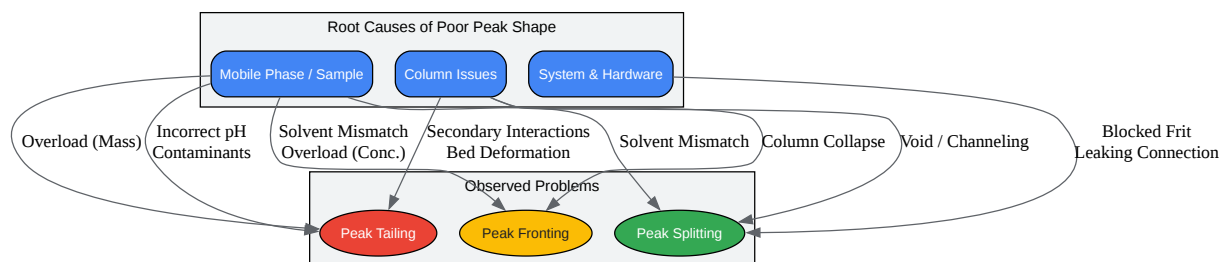 Root Causes of Poor Peak Shape
Mobile Phase / Sample
Column Issues
System & Hardware
Overload (Mass)
Incorrect pH
Contaminants
Solvent Mismatch
Overload (Conc.)
Secondary Interactions
Bed Deformation
Solvent Mismatch
Column Collapse
Void / Channeling
Blocked Frit
Leaking Connection
Observed Problems
Peak Tailing
Peak Fronting
Peak Splitting